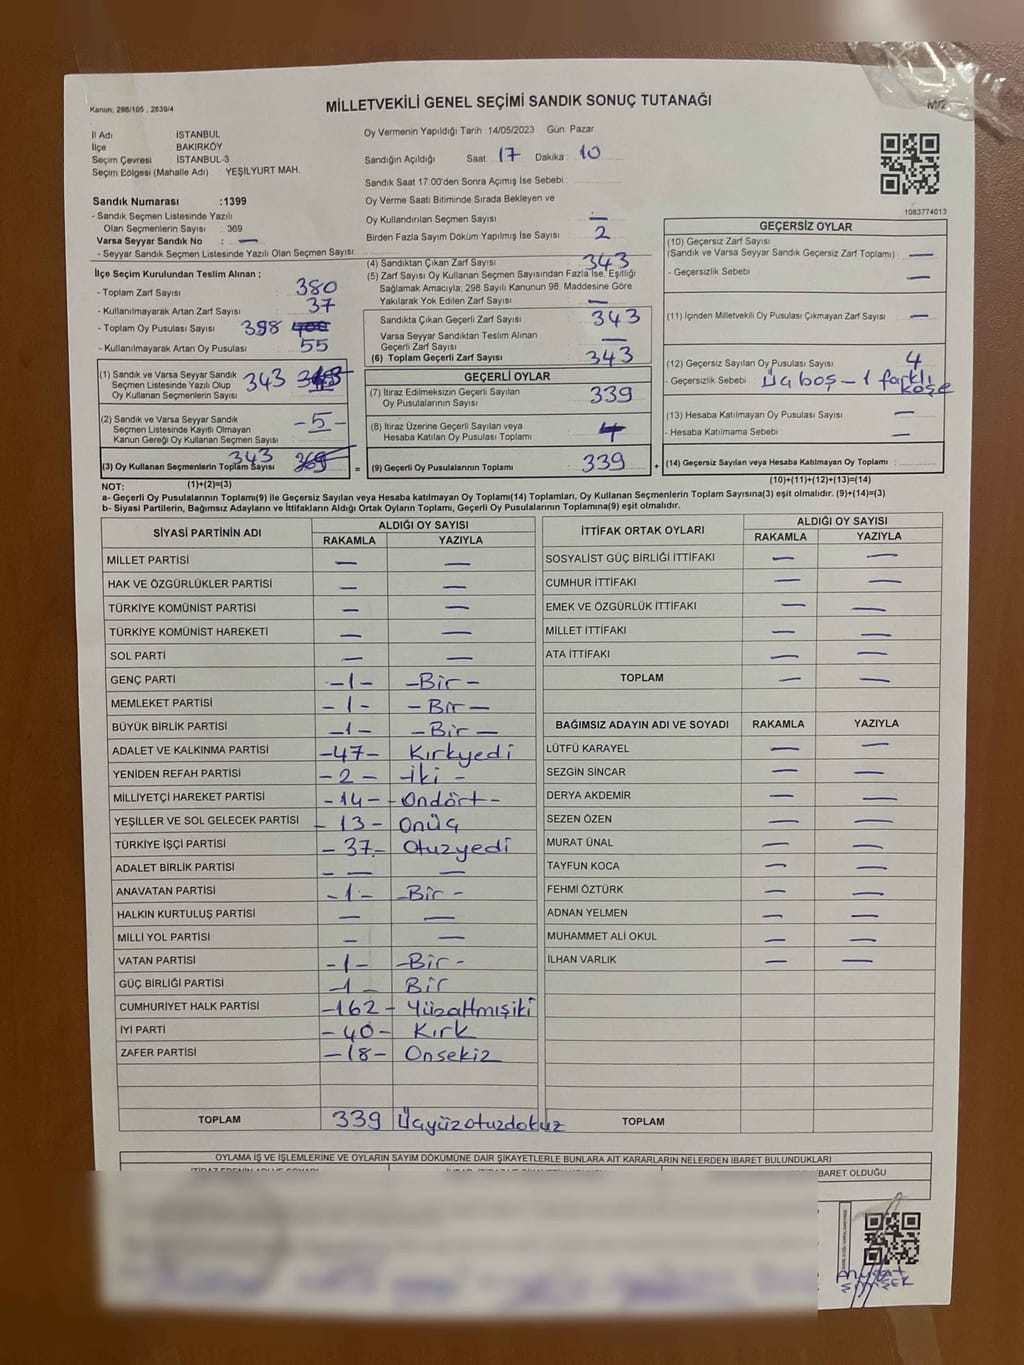 MİLLETVEKİLİ GENEL SEÇİMİ SANDIK SONUÇ TUTANAĞI
Kanun: 298/105 , 2839/4
M/2
İl Adı İSTANBUL
İlçe BAKIRKÖY
Seçim Çevresi İSTANBUL-3
Seçim Bölgesi (Mahalle Adı) : YEŞİLYURT MAH.
Sandık Numarası :1399
- Sandık Seçmen Listesinde Yazılı
Olan Seçmenlerin Sayısı : 369
Varsa Seyyar Sandık No : —
- Seyyar Sandık Seçmen Listesinde Yazılı Olan Seçmen Sayısı:
İlçe Seçim Kurulundan Teslim Alınan ;
- Toplam Zarf Sayısı 380
- Kullanılmayarak Artan Zarf Sayısı 37
- Toplam Oy Pusulası Sayısı 398 400
- Kullanılmayarak Artan Oy Pusulası 55
(1) Sandık ve Varsa Seyyar Sandık
Seçmen Listesinde Yazılı Olup 343
Oy Kullanan Seçmenlerin Sayısı
(2) Sandık ve Varsa Seyyar Sandık
Seçmen Listesinde Kayıtlı Olmayan -5-
Kanun Gereği Oy Kullanan Seçmen Sayısı :
(3) Oy Kullanan Seçmenlerin Toplam Sayısı 343 369
(1)+(2)=(3)
Oy Vermenin Yapıldığı Tarih :14/05/2023 Gün: Pazar
Sandığın Açıldığı Saat: 17 Dakika : 10
Sandık Saat 17:00'den Sonra Açımış İse Sebebi :
Oy Verme Saati Bitiminde Sırada Bekleyen ve
Oy Kullandırılan Seçmen Sayısı : —
Birden Fazla Sayım Döküm Yapılmış İse Sayısı : 2
(4) Sandıktan Çıkan Zarf Sayısı 343
(5) Zarf Sayısı Oy Kullanan Seçmen Sayısından Fazla İse, Eşitliği
Sağlamak Amacıyla; 298 Sayılı Kanunun 98. Maddesine Göre
Yakılarak Yok Edilen Zarf Sayısı : —
Sandıkta Çıkan Geçerli Zarf Sayısı : 343
Varsa Seyyar Sandıktan Teslim Alınan
Geçerli Zarf Sayısı : —
(6) Toplam Geçerli Zarf Sayısı 343
GEÇERLİ OYLAR
(7) İtiraz Edilmeksizin Geçerli Sayılan
Oy Pusulalarının Sayısı 339
(8) İtiraz Üzerine Geçerli Sayılan veya
Hesaba Katılan Oy Pusulası Toplamı
= (9) Geçerli Oy Pusulalarının Toplamı : 339 +
1083774013
GEÇERSİZ OYLAR
(10) Geçersiz Zarf Sayısı
(Sandık ve Varsa Seyyar Sandık Geçersiz Zarf Toplamı) : —
- Geçersizlik Sebebi : —
(11) İçinden Milletvekili Oy Pusulası Çıkmayan Zarf Sayısı : —
(12) Geçersiz Sayılan Oy Pusulası Sayısı : 4
- Geçersizlik Sebebi : Üç boş – 1 farklı
köşe
(13) Hesaba Katılmayan Oy Pusulası Sayısı : —
- Hesaba Katılmama Sebebi : —
(14) Geçersiz Sayılan veya Hesaba Katılmayan Oy Toplamı :
(10)+(11)+(12)+(13)=(14)
NOT:
a- Geçerli Oy Pusulalarının Toplamı(9) ile Geçersiz Sayılan veya Hesaba katılmayan Oy Toplamı(14) Toplamları, Oy Kullanan Seçmenlerin Toplam Sayısına(3) eşit olmalıdır. (9)+(14)=(3)
b- Siyasi Partilerin, Bağımsız Adayların ve İttifakların Aldığı Ortak Oyların Toplamı, Geçerli Oy Pusulalarının Toplamına(9) eşit olmalıdır.
SİYASİ PARTİNİN ADI ALDIĞI OY SAYISI
RAKAMLA YAZIYLA
MİLLET PARTİSİ — —
HAK VE ÖZGÜRLÜKLER PARTİSİ — —
TÜRKİYE KOMÜNİST PARTİSİ — —
TÜRKİYE KOMÜNİST HAREKETİ — —
SOL PARTİ — —
GENÇ PARTİ -1- -Bir-
MEMLEKET PARTİSİ -1- -Bir-
BÜYÜK BİRLİK PARTİSİ -1- -Bir-
ADALET VE KALKINMA PARTİSİ -47- Kırkyedi
YENİDEN REFAH PARTİSİ -2- -İki-
MİLLİYETÇİ HAREKET PARTİSİ -14- -Ondört-
YEŞİLLER VE SOL GELECEK PARTİSİ -13- Onüç
TÜRKİYE İŞÇİ PARTİSİ -37- Otuzyedi
ADALET BİRLİK PARTİSİ — —
ANAVATAN PARTİSİ -1- -Bir-
HALKIN KURTULUŞ PARTİSİ — —
MİLLİ YOL PARTİSİ — —
VATAN PARTİSİ -1- -Bir-
GÜÇ BİRLİĞİ PARTİSİ -1- Bir
CUMHURİYET HALK PARTİSİ -162- Yüzaltmışiki
İYİ PARTİ -40- Kırk
ZAFER PARTİSİ -18- Onsekiz
TOPLAM 339 Üçyüzotuzdokuz
İTTİFAK ORTAK OYLARI ALDIĞI OY SAYISI
RAKAMLA YAZIYLA
SOSYALİST GÜÇ BİRLİĞİ İTTİFAKI — —
CUMHUR İTTİFAKI — —
EMEK VE ÖZGÜRLÜK İTTİFAKI — —
MİLLET İTTİFAKI — —
ATA İTTİFAKI — —
TOPLAM — —
BAĞIMSIZ ADAYIN ADI VE SOYADI RAKAMLA YAZIYLA
LÜTFÜ KARAYEL — —
SEZGİN SİNCAR — —
DERYA AKDEMİR — —
SEZEN ÖZEN — —
MURAT ÜNAL — —
TAYFUN KOCA — —
FEHMİ ÖZTÜRK — —
ADNAN YELMEN — —
MUHAMMET ALİ OKUL — —
İLHAN VARLIK — —
TOPLAM
OYLAMA İŞ VE İŞLEMLERİNE VE OYLARIN SAYIM DÖKÜMÜNE DAİR ŞİKAYETLERLE BUNLARA AİT KARARLARIN NELERDEN İBARET BULUNDUKLARI
İBARET OLDUĞU